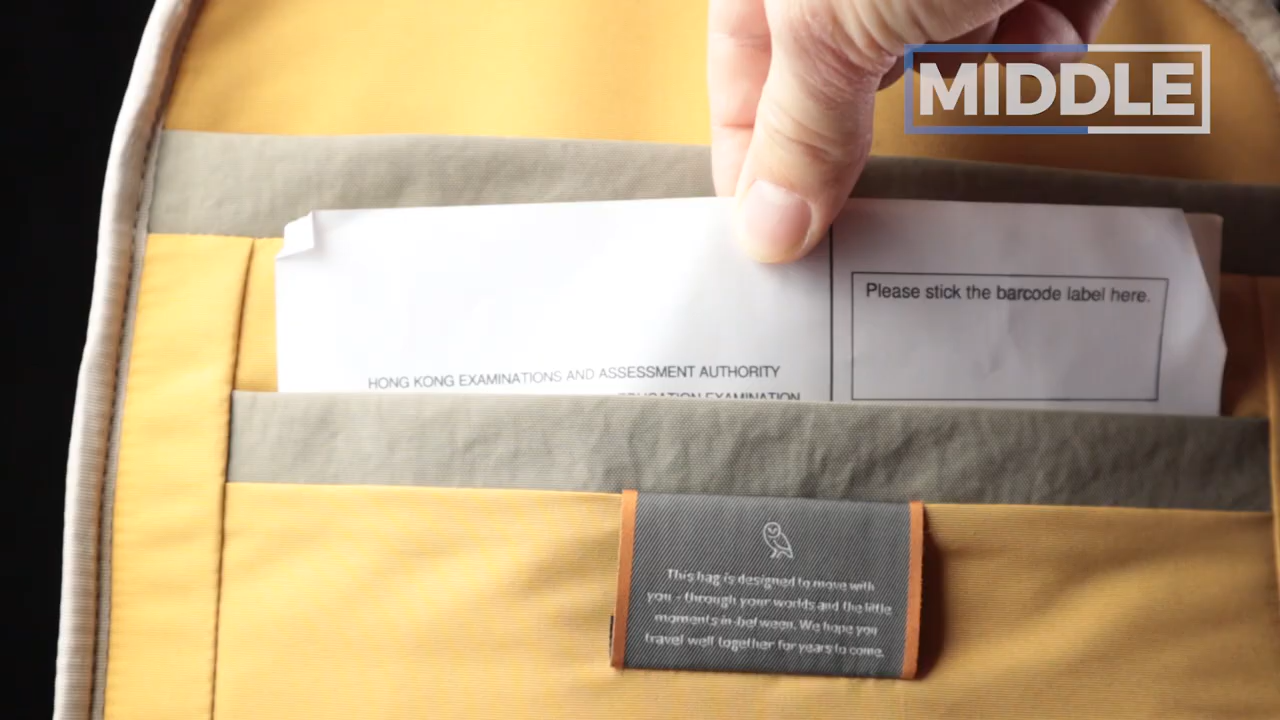 MIDDLE
Please stick the barcode label here.
HONG KONG EXAMINATIONS AND ASSESSMENT AUTHORITY
EXAMINATION
This bag is designed to move with
you - through your worlds and the little
moments in-between. We hope you
travel well together for years to come.